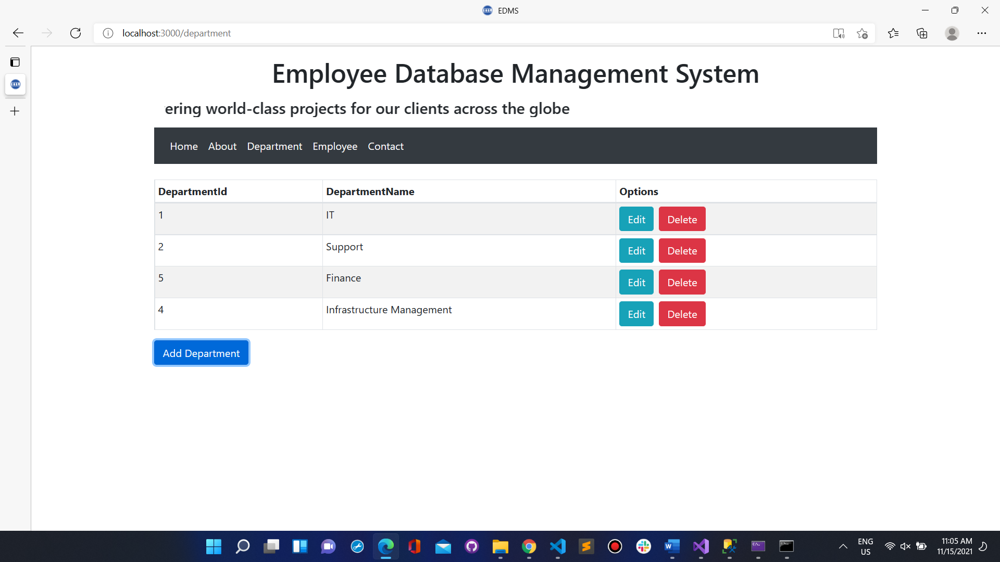 EDMS
localhost:3000/department
Employee Database Management System
ering world-class projects for our clients across the globe
Home About Department Employee Contact
DepartmentId DepartmentName Options
1 IT Edit Delete
2 Support Edit Delete
5 Finance Edit Delete
4 Infrastructure Management Edit Delete
Add Department
ENG
US
11:05 AM
11/15/2021